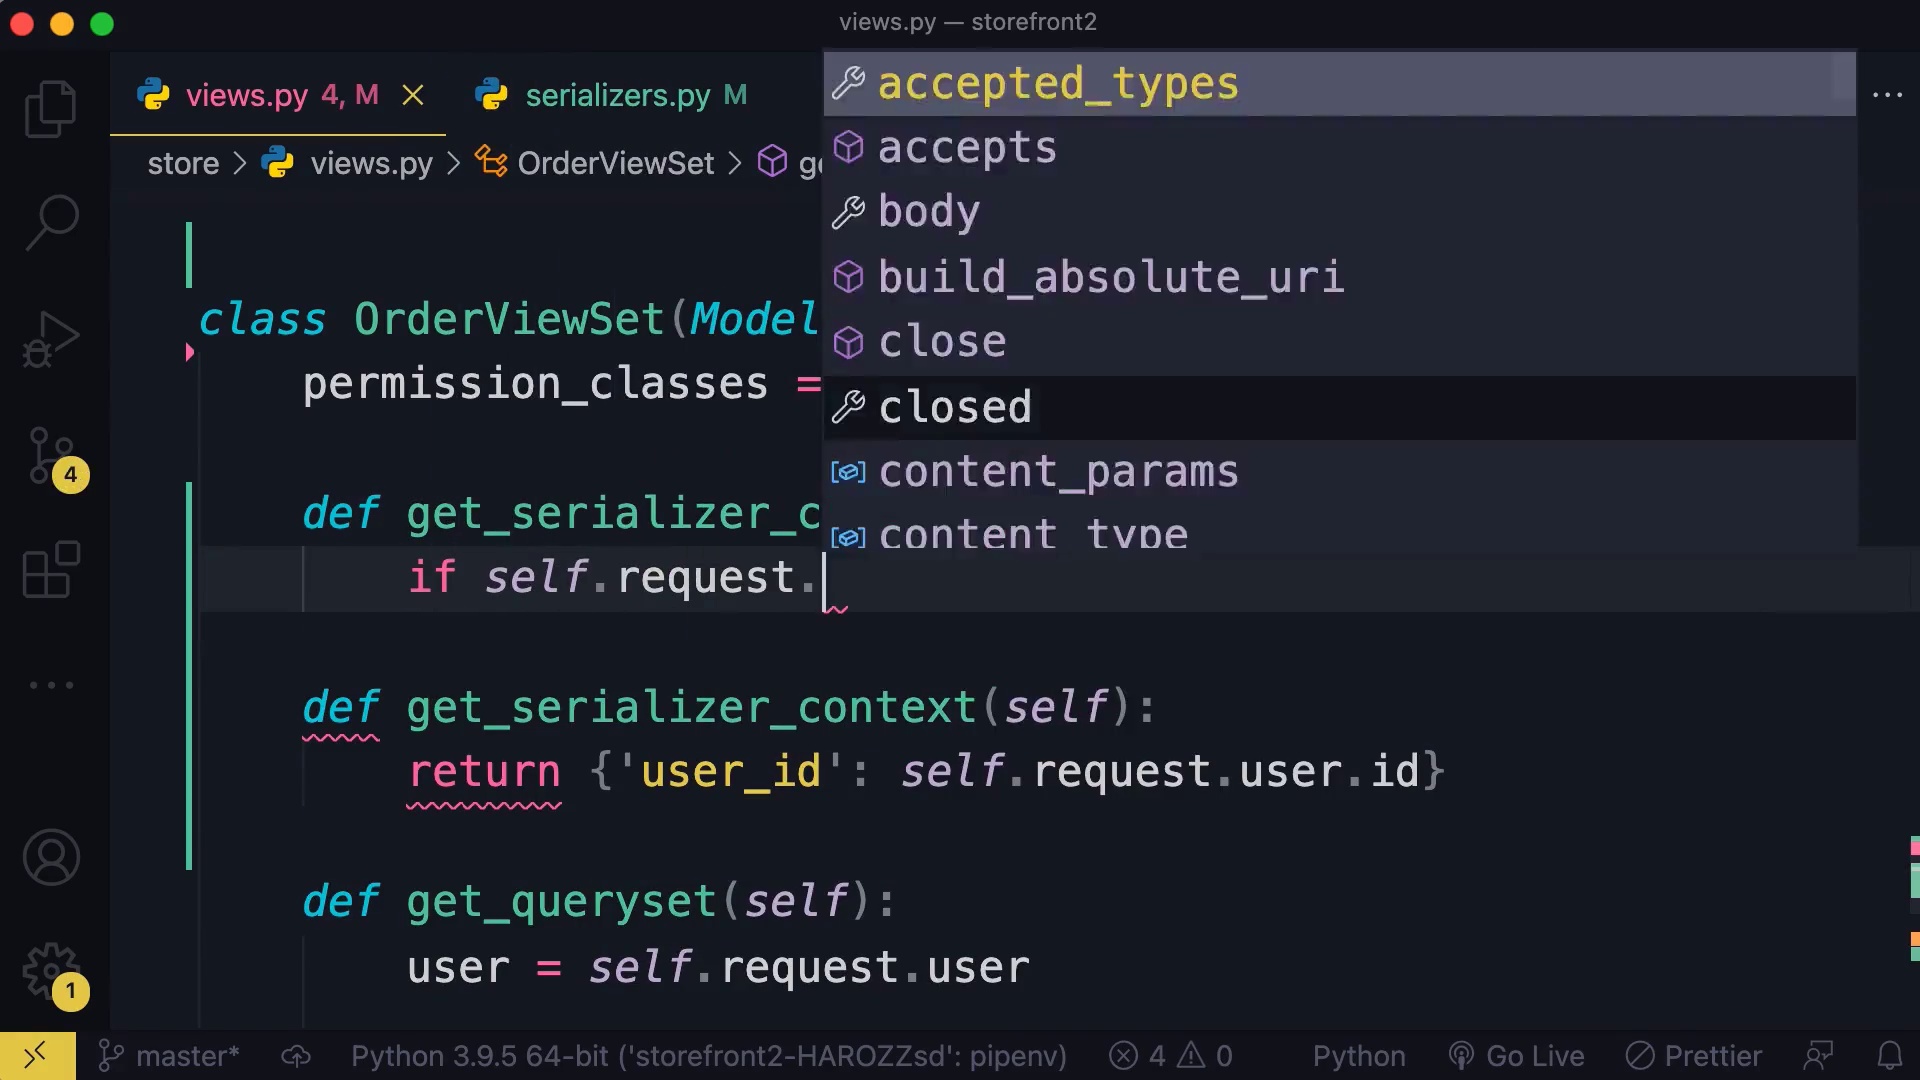 views.py — storefront2
views.py 4, M
serializers.py M
store > views.py > OrderViewSet > g
accepted_types
accepts
body
build_absolute_uri
close
closed
content_params
content_type
class OrderViewSet(Model
permission_classes =
def get_serializer_c
if self.request.
def get_serializer_context(self):
return {'user_id': self.request.user.id}
def get_queryset(self):
user = self.request.user
4
1
master* Python 3.9.5 64-bit ('storefront2-HAROZZsd': pipenv) 4 0 Python Go Live Prettier